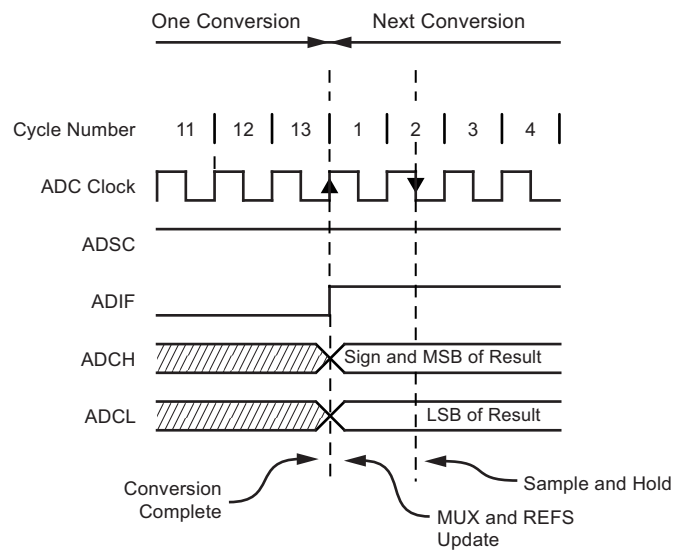 One Conversion Next Conversion
Cycle Number 11 12 13 1 2 3 4
ADC Clock
ADSC
ADIF
ADCH Sign and MSB of Result
ADCL LSB of Result
Sample and Hold
Conversion
Complete
MUX and REFS
Update